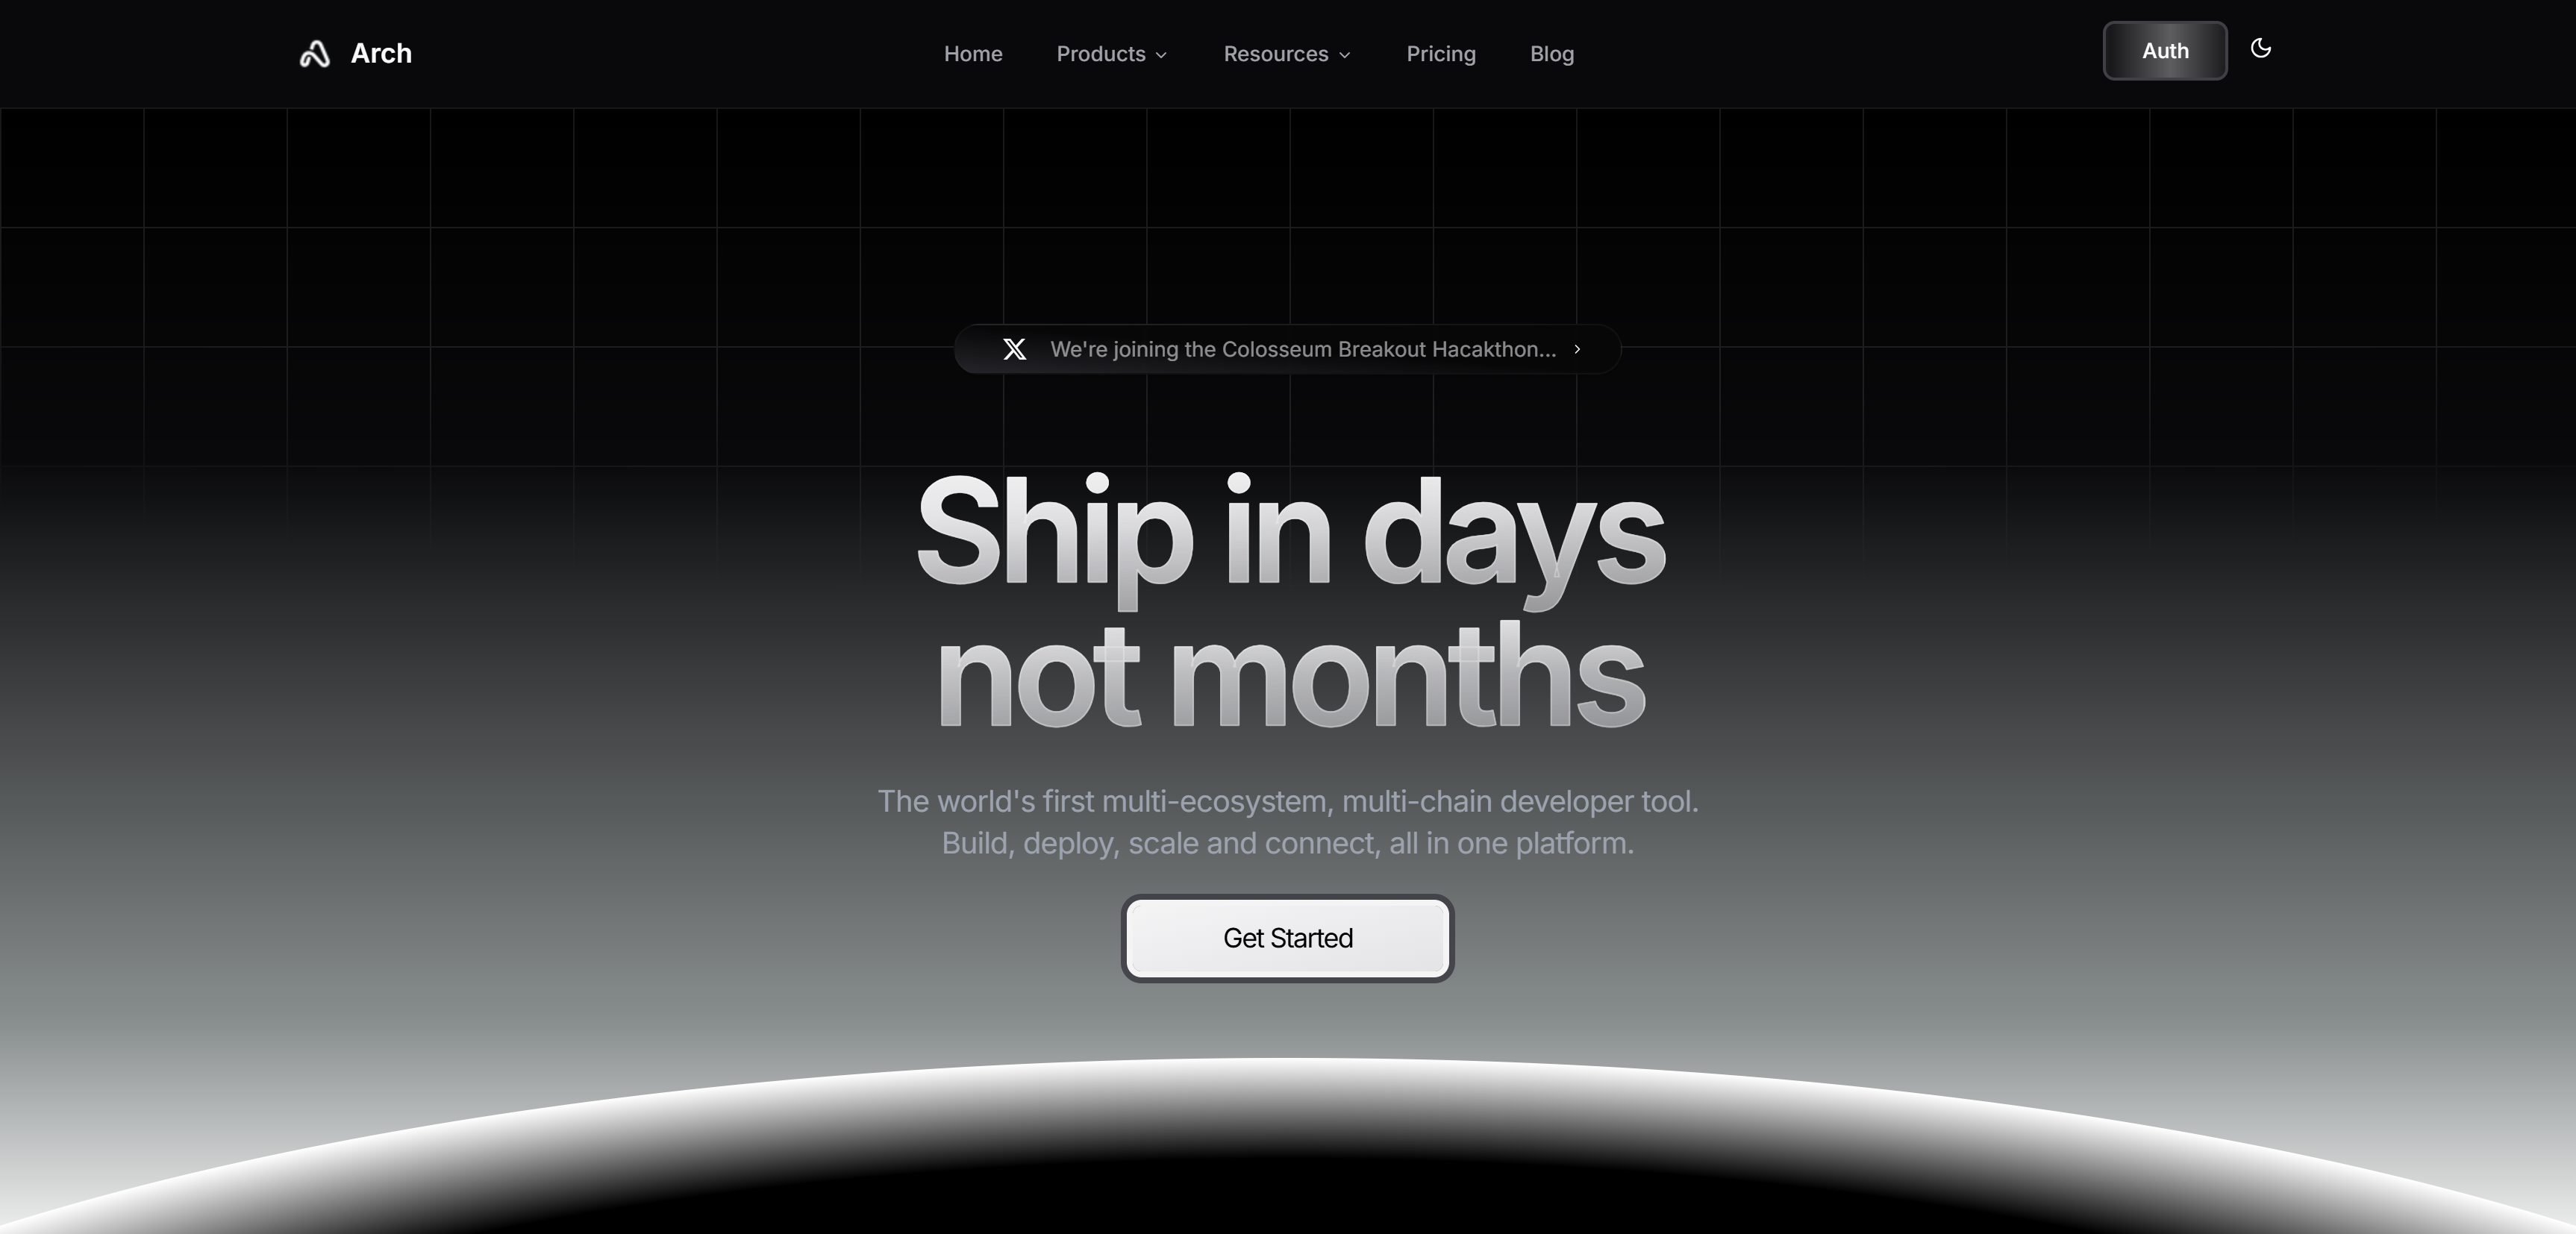 Arch
Home Products Resources Pricing Blog
Auth
We're joining the Colosseum Breakout Hacakthon...
Ship in days
not months
The world's first multi-ecosystem, multi-chain developer tool.
Build, deploy, scale and connect, all in one platform.
Get Started